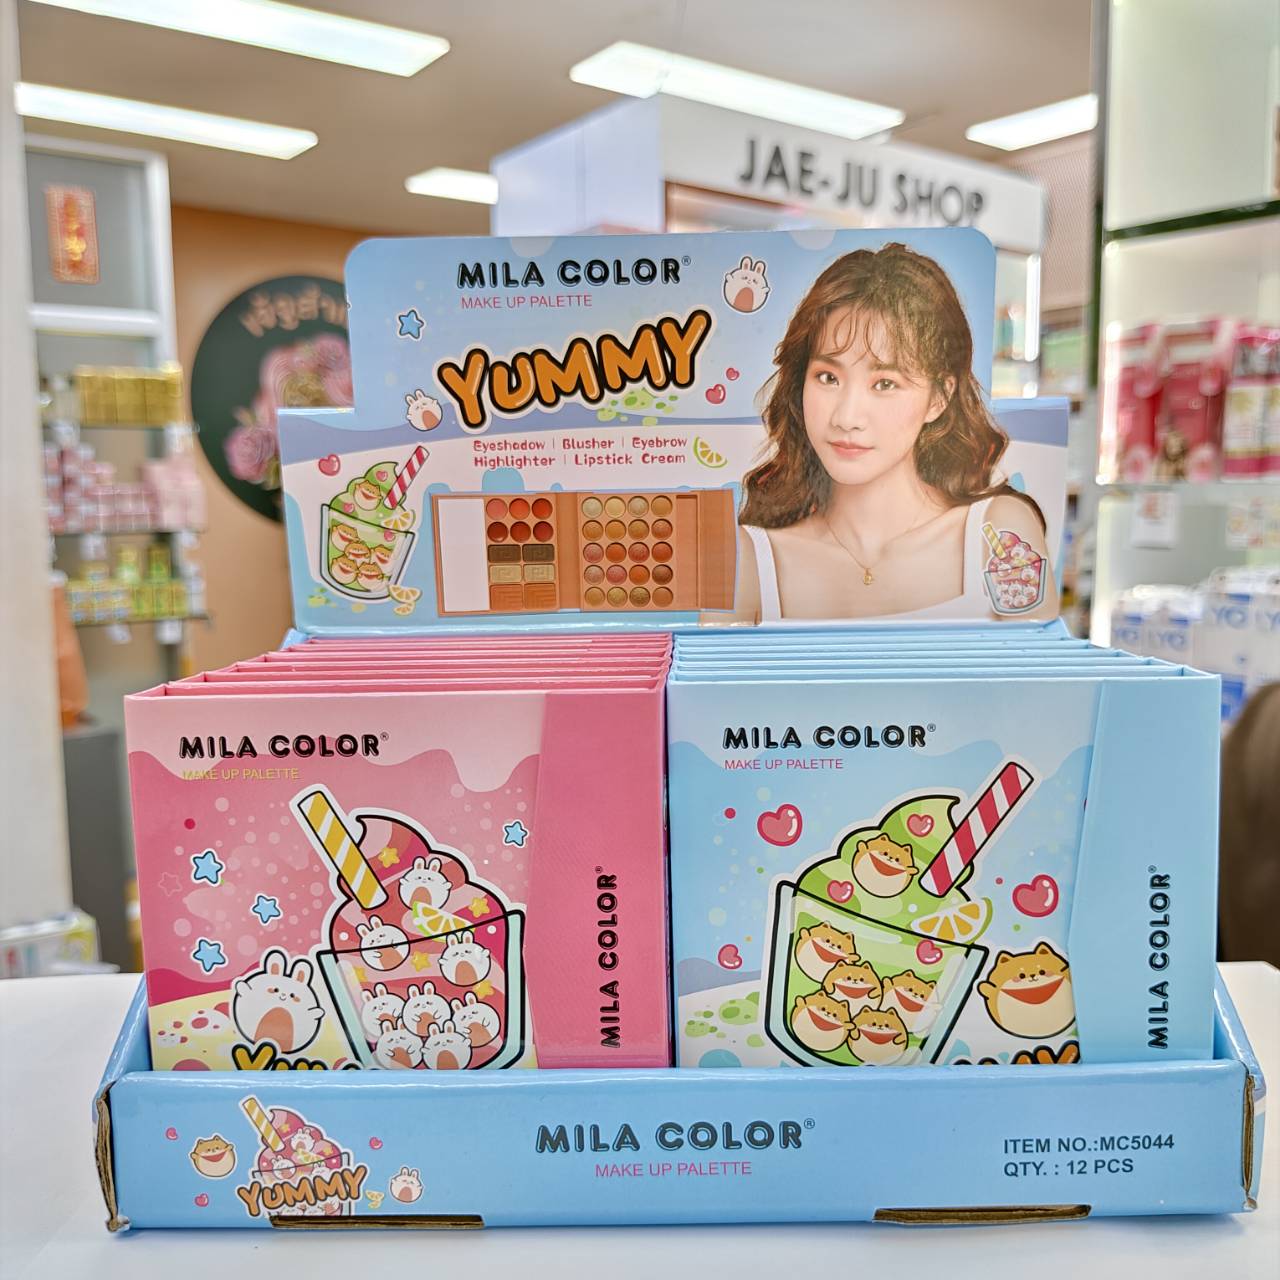 JAE-JU SHOP
MILA COLOR®
MAKE UP PALETTE
YUMMY
Eyeshadow | Blusher | Eyebrow
Highlighter | Lipstick Cream
MILA COLOR®
MAKE UP PALETTE
MILA COLOR®
MILA COLOR®
MAKE UP PALETTE
MILA COLOR®
YUMMY
MILA COLOR®
MAKE UP PALETTE
ITEM NO.:MC5044
QTY. : 12 PCS